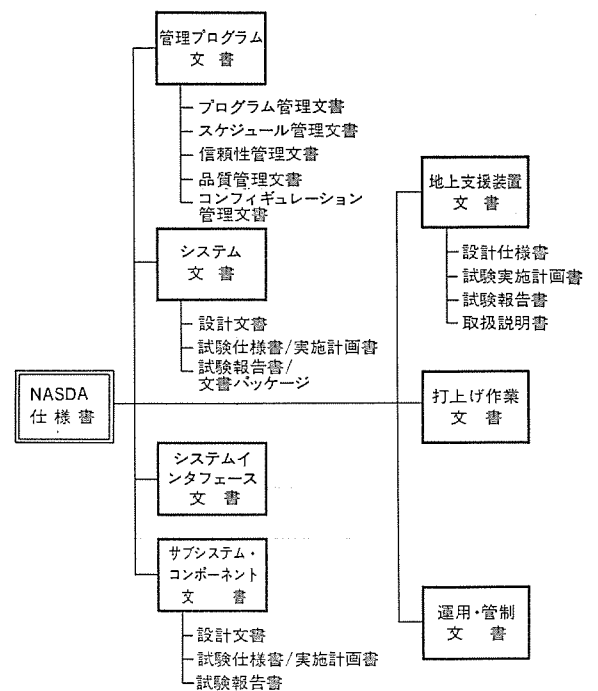 管理プログラム
文 書
プログラム管理文書
スケジュール管理文書
信頼性管理文書
品質管理文書
コンフィギュレーション
管理文書
システム
文 書
設計文書
試験仕様書/実施計画書
試験報告書/
文書パッケージ
NASDA
仕 様 書
システムイ
ンタフェース
文 書
サブシステム・
コンポーネント
文 書
設計文書
試験仕様書/実施計画書
試験報告書
地上支援装置
文 書
設計仕様書
試験実施計画書
試験報告書
取扱説明書
打上げ作業
文 書
運用・管制
文 書